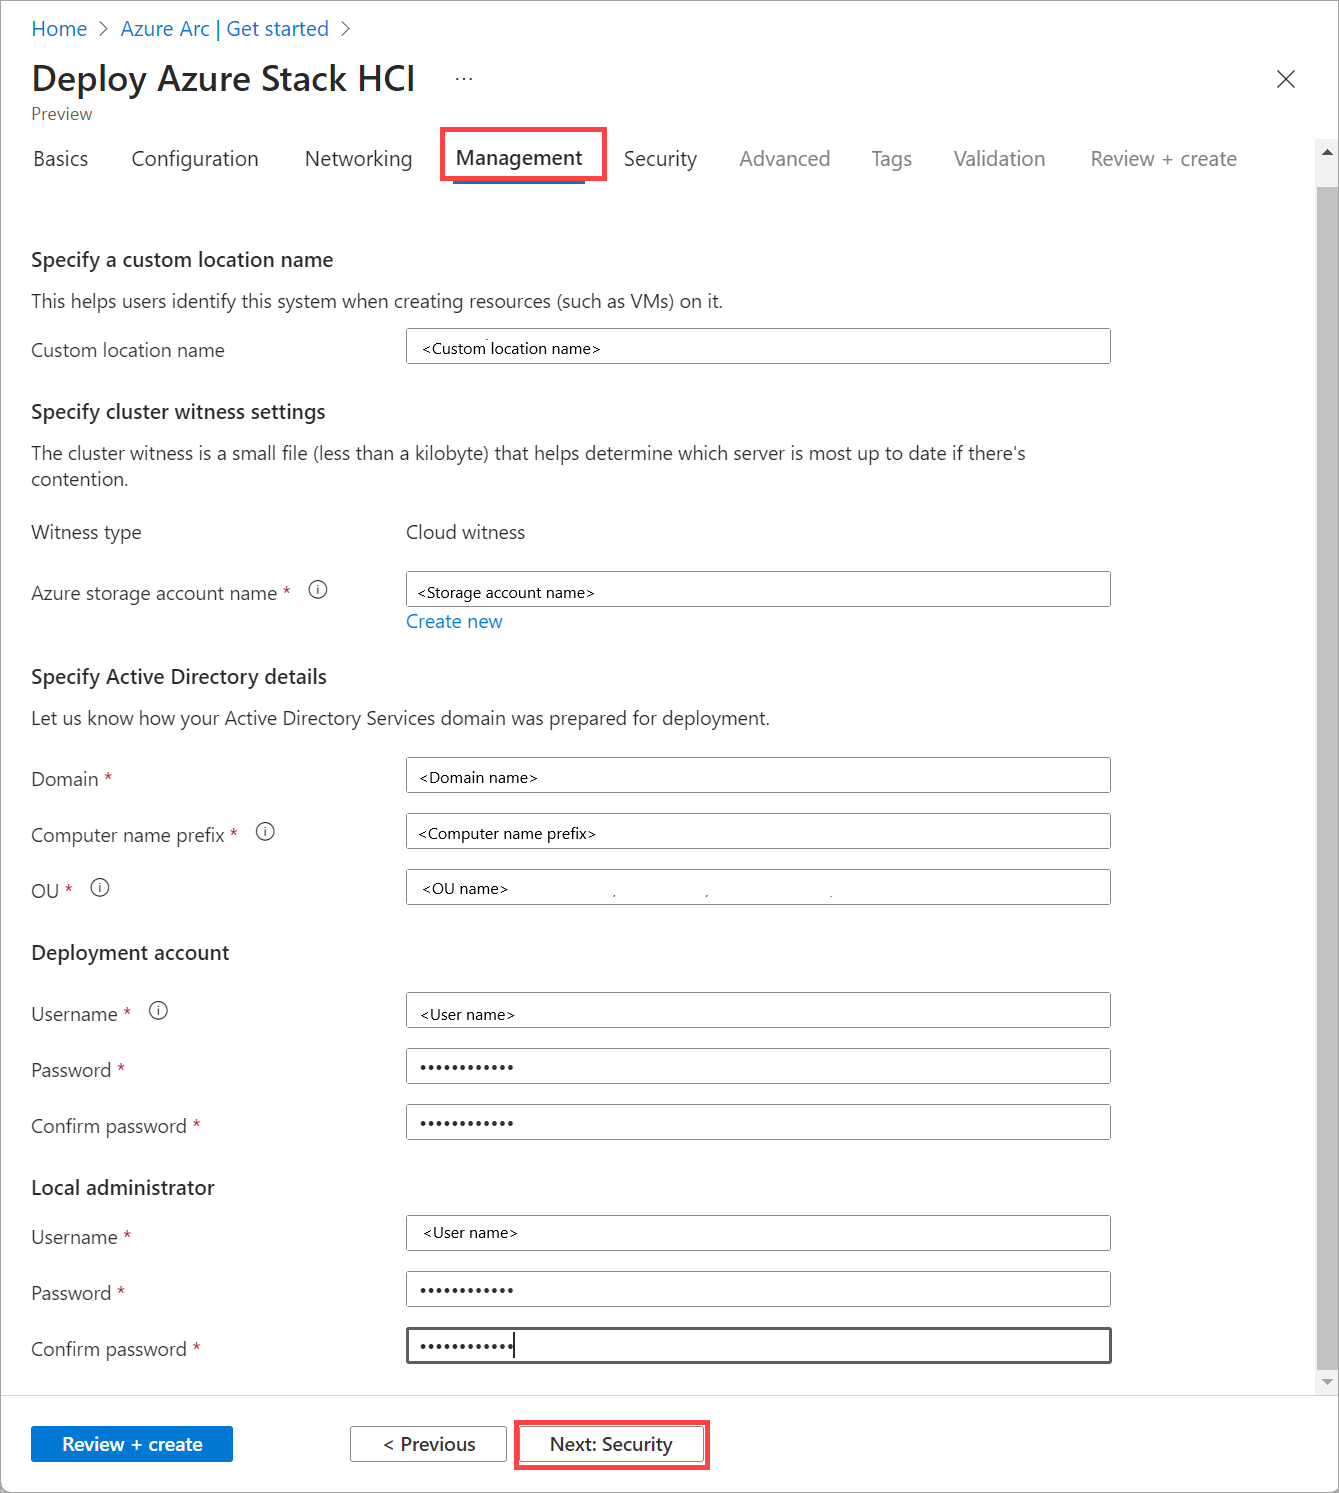 Home > Azure Arc | Get started >
Deploy Azure Stack HCI ...
Preview
Basics Configuration Networking Management Security Advanced Tags Validation Review + create
Specify a custom location name
This helps users identify this system when creating resources (such as VMs) on it.
Custom location name <Custom location name>
Specify cluster witness settings
The cluster witness is a small file (less than a kilobyte) that helps determine which server is most up to date if there's
contention.
Witness type Cloud witness
Azure storage account name * <Storage account name>
Create new
Specify Active Directory details
Let us know how your Active Directory Services domain was prepared for deployment.
Domain * <Domain name>
Computer name prefix * <Computer name prefix>
OU * <OU name>
Deployment account
Username * <User name>
Password * ••••••••••••
Confirm password * ••••••••••••
Local administrator
Username * <User name>
Password * ••••••••••••
Confirm password * ••••••••••••
Review + create < Previous Next: Security